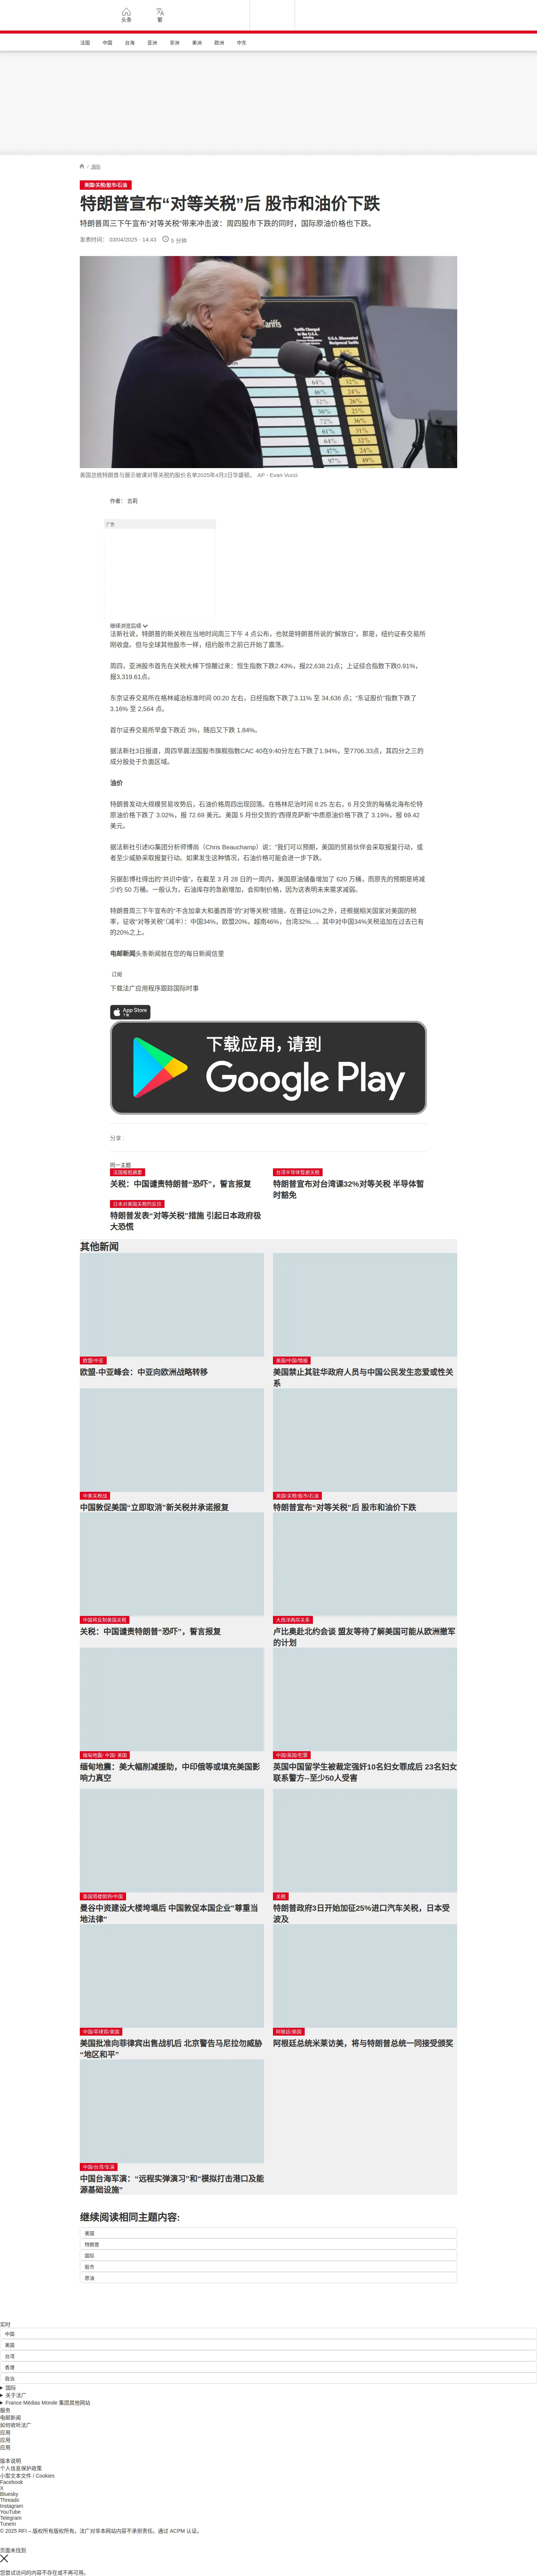 头条
繁
法国
中国
台海
亚洲
非洲
美洲
欧洲
中东
/ 国际
美国/关税/股市/石油
特朗普宣布“对等关税”后 股市和油价下跌
特朗普周三下午宣布“对等关税”带来冲击波：周四股市下跌的同时，国际原油价格也下跌。
发表时间： 03/04/2025 - 14:43
5 分钟
Tariffs
64%
32%
美国总统特朗普与展示被课对等关税的股价名单2025年4月2日华盛顿。 AP - Evan Vucci
作者： 古莉
广告
继续浏览后续
法新社说，特朗普的新关税在当地时间周三下午 4 点公布，也就是特朗普所说的“解放日”。那是，纽约证券交易所
刚收盘。但与全球其他股市一样，纽约股市之前已开始了震荡。
周四，亚洲股市首先在关税大棒下惊醒过来：恒生指数下跌2.43%，报22,638.21点；上证综合指数下跌0.91%，
报3,319.61点。
东京证券交易所在格林威治标准时间 00:20 左右，日经指数下跌了3.11% 至 34,636 点；“东证股价”指数下跌了
3.16% 至 2,564 点。
首尔证券交易所早盘下跌近 3%，随后又下跌 1.84%。
据法新社3日报道，周四早晨法国股市旗舰指数CAC 40在9:40分左右下跌了1.94%，至7706.33点，其四分之三的
成分股处于负面区域。
油价
特朗普发动大规模贸易攻势后，石油价格周四出现回落。在格林尼治时间 8:25 左右，6 月交货的每桶北海布伦特
原油价格下跌了 3.02%，报 72.69 美元。美国 5 月份交货的“西得克萨斯”中质原油价格下跌了 3.19%，报 69.42
美元。
据法新社引述IG集团分析师博尚（Chris Beauchamp）说：“我们可以预期，美国的贸易伙伴会采取报复行动，或
者至少威胁采取报复行动。如果发生这种情况，石油价格可能会进一步下跌。
另据彭博社得出的“共识中值”，在截至 3 月 28 日的一周内，美国原油储备增加了 620 万桶，而原先的预期是将减
少约 50 万桶。一般认为，石油库存的急剧增加，会抑制价格，因为这表明未来需求减弱。
特朗普周三下午宣布的“不含加拿大和墨西哥”的“对等关税”措施，在普征10%之外，还根据相关国家对美国的税
率，征收“对等关税”（减半）：中国34%，欧盟20%，越南46%，台湾32%...。其中对中国34%关税追加在过去已有
的20%之上。
电邮新闻头条新闻就在您的每日新闻信里
订阅
下载法广应用程序跟踪国际时事
App Store
下载
下载应用，请到
Google Play
分享 :
同一主题
法国报纸摘要
关税：中国谴责特朗普“恐吓”，誓言报复
台湾半导体暂避关税
特朗普宣布对台湾课32%对等关税 半导体暂
时豁免
日本对美国关税的反应
特朗普发表“对等关税”措施 引起日本政府极
大恐慌
其他新闻
欧盟/中亚
欧盟-中亚峰会：中亚向欧洲战略转移
美国/中国/情报
美国禁止其驻华政府人员与中国公民发生恋爱或性关
系
中美关税战
中国敦促美国“立即取消”新关税并承诺报复
美国/关税/股市/石油
特朗普宣布“对等关税”后 股市和油价下跌
中国将反制美国关税
关税：中国谴责特朗普“恐吓”，誓言报复
大西洋两岸关系
卢比奥赴北约会谈 盟友等待了解美国可能从欧洲撤军
的计划
缅甸地震/ 中国/ 美国
缅甸地震：美大幅削减援助，中印俄等或填充美国影
响力真空
中国/英国/犯罪
英国中国留学生被裁定强奸10名妇女罪成后 23名妇女
联系警方--至少50人受害
泰国塔楼倒坍/中国
曼谷中资建设大楼垮塌后 中国敦促本国企业"尊重当
地法律"
关税
特朗普政府3日开始加征25%进口汽车关税，日本受
波及
中国/菲律宾/美国
美国批准向菲律宾出售战机后 北京警告马尼拉勿威胁
“地区和平”
阿根廷/美国
阿根廷总统米莱访美，将与特朗普总统一同接受颁奖
中国/台湾/军演
中国台海军演：“远程实弹演习”和“模拟打击港口及能
源基础设施”
继续阅读相同主题内容:
美国
特朗普
国际
股市
原油
实时
中国
美国
台湾
香港
政治
国际
关于法广
France Médias Monde 集团其他网站
服务
电邮新闻
如何收听法广
应用
应用
应用
版本说明
个人信息保护政策
小型文本文件 / Cookies
Facebook
X
Bluesky
Threads
Instagram
YouTube
Telegram
TuneIn
© 2025 RFI – 版权所有版权所有。法广对非本网站内容不承担责任。通过 ACPM 认证。
页面未找到
您尝试访问的内容不存在或不再可用。